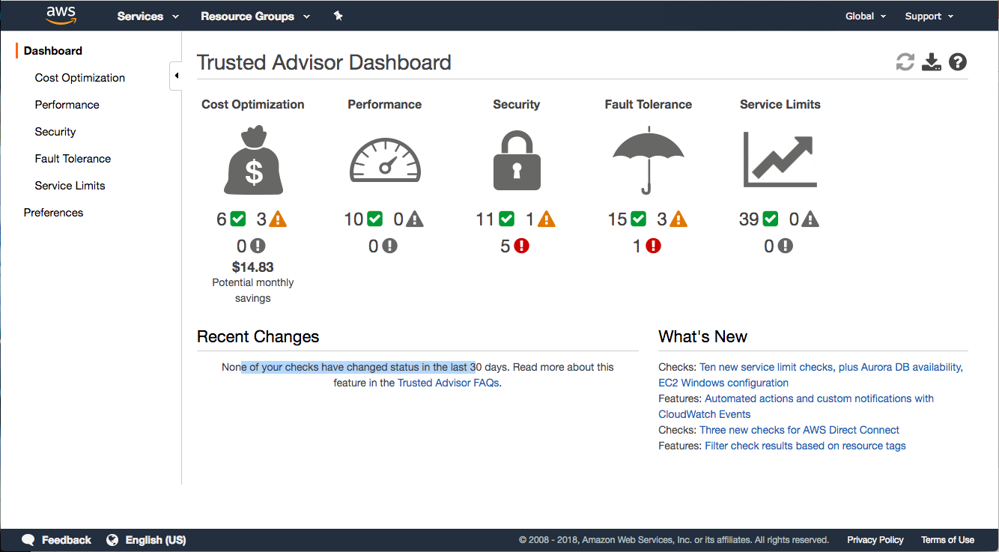 aws Services Resource Groups Global Support
Dashboard
Cost Optimization
Performance
Security
Fault Tolerance
Service Limits
Preferences
Trusted Advisor Dashboard
?
Cost Optimization
$
6 3
0
$14.83
Potential monthly
savings
Performance
10 0
0
Security
11 1
5
Fault Tolerance
15 3
1
Service Limits
39 0
0
Recent Changes
None of your checks have changed status in the last 30 days. Read more about this
feature in the Trusted Advisor FAQs.
What's New
Checks: Ten new service limit checks, plus Aurora DB availability,
EC2 Windows configuration
Features: Automated actions and custom notifications with
CloudWatch Events
Checks: Three new checks for AWS Direct Connect
Features: Filter check results based on resource tags
Feedback English (US) © 2008 - 2018, Amazon Web Services, Inc. or its affiliates. All rights reserved. Privacy Policy Terms of Use